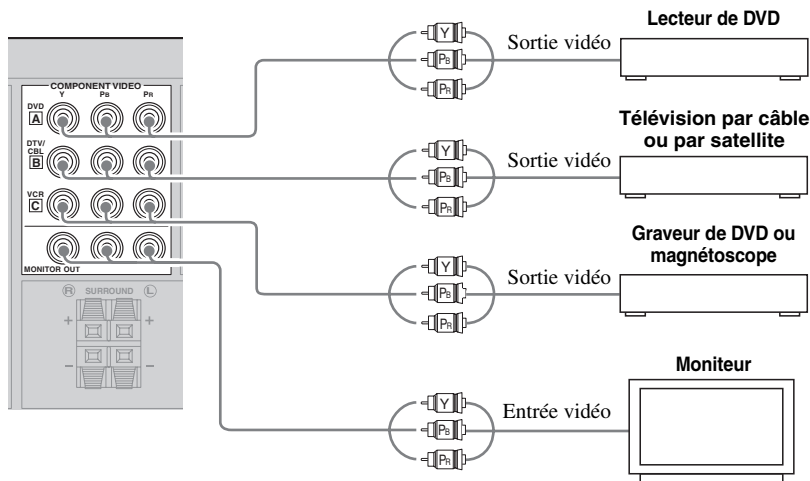 COMPONENT VIDEO
Y PB PR
DVD
A
DTV/
CBL
B
VCR
C
MONITOR OUT
R SURROUND L
+ +
- -
Y
PB
PR
Sortie vidéo
Lecteur de DVD
Y
PB
PR
Sortie vidéo
Télévision par câble
ou par satellite
Y
PB
PR
Sortie vidéo
Graveur de DVD ou
magnétoscope
Y
PB
PR
Entrée vidéo
Moniteur